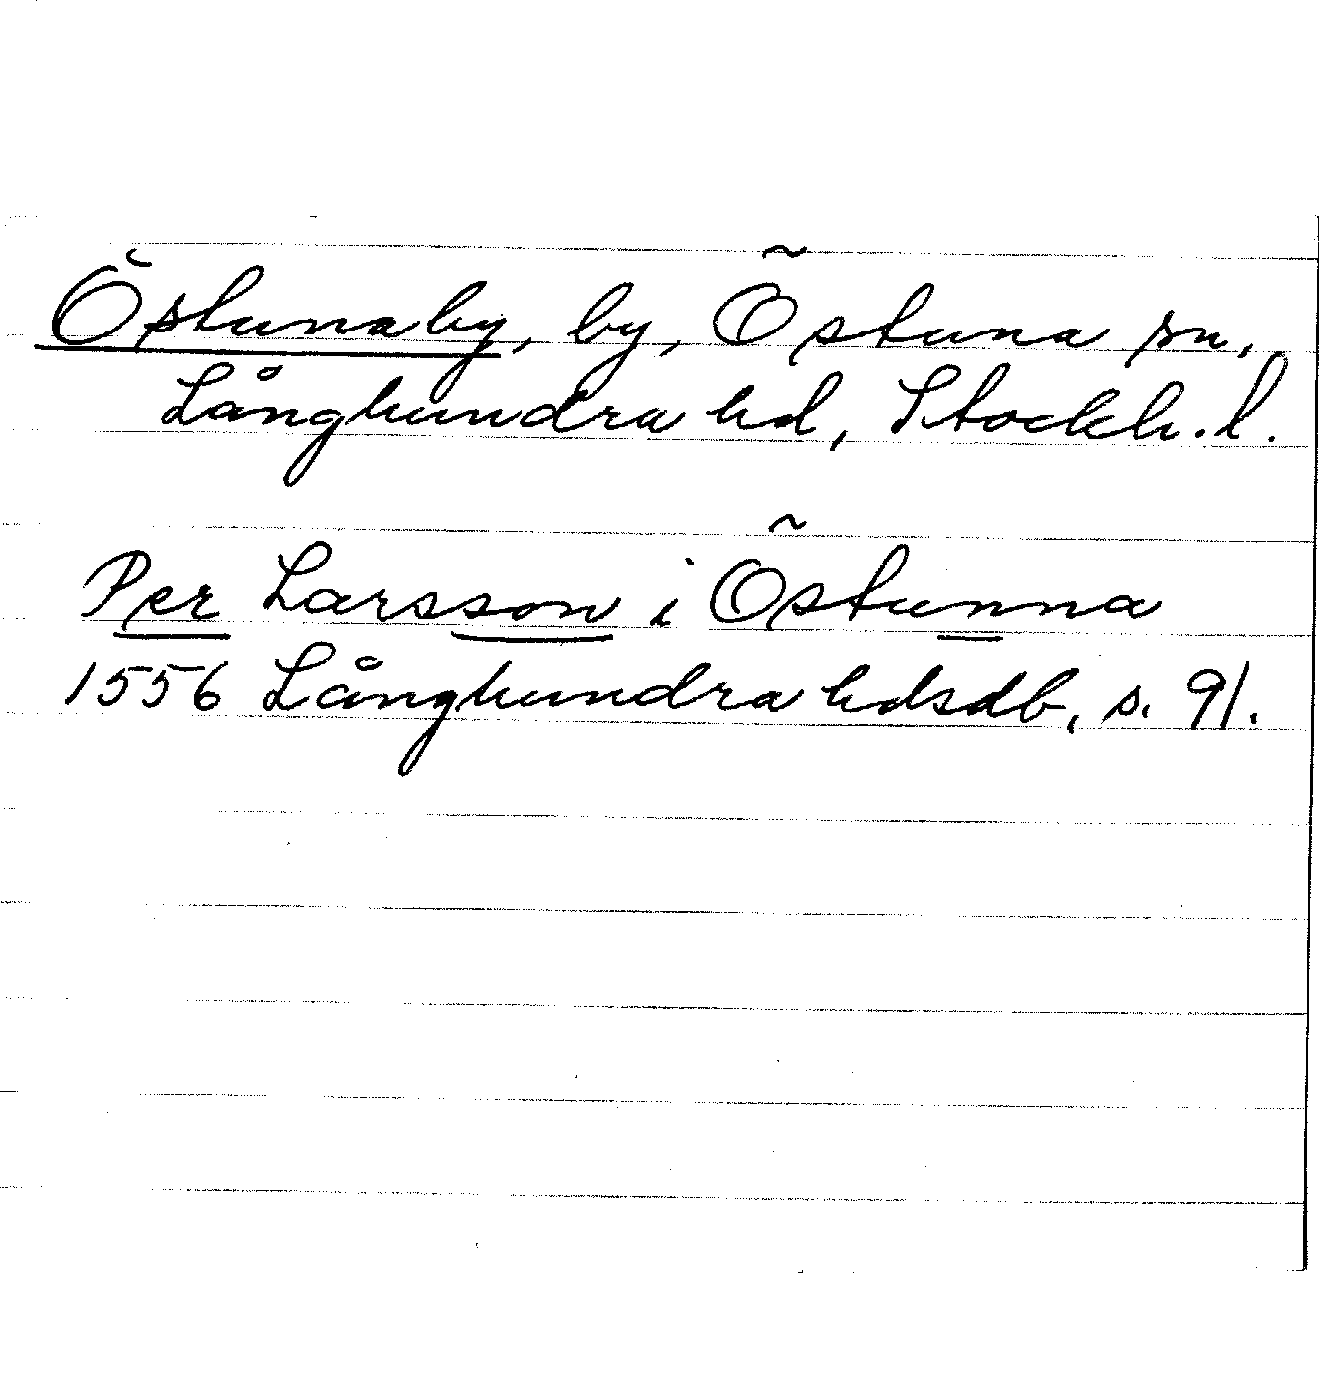 Östunaby, by, Östuna sn,
Långhundra hd, Stockh. l.
Per Larsson i Östunna
1556 Långhundra hdsdb, s. 91.